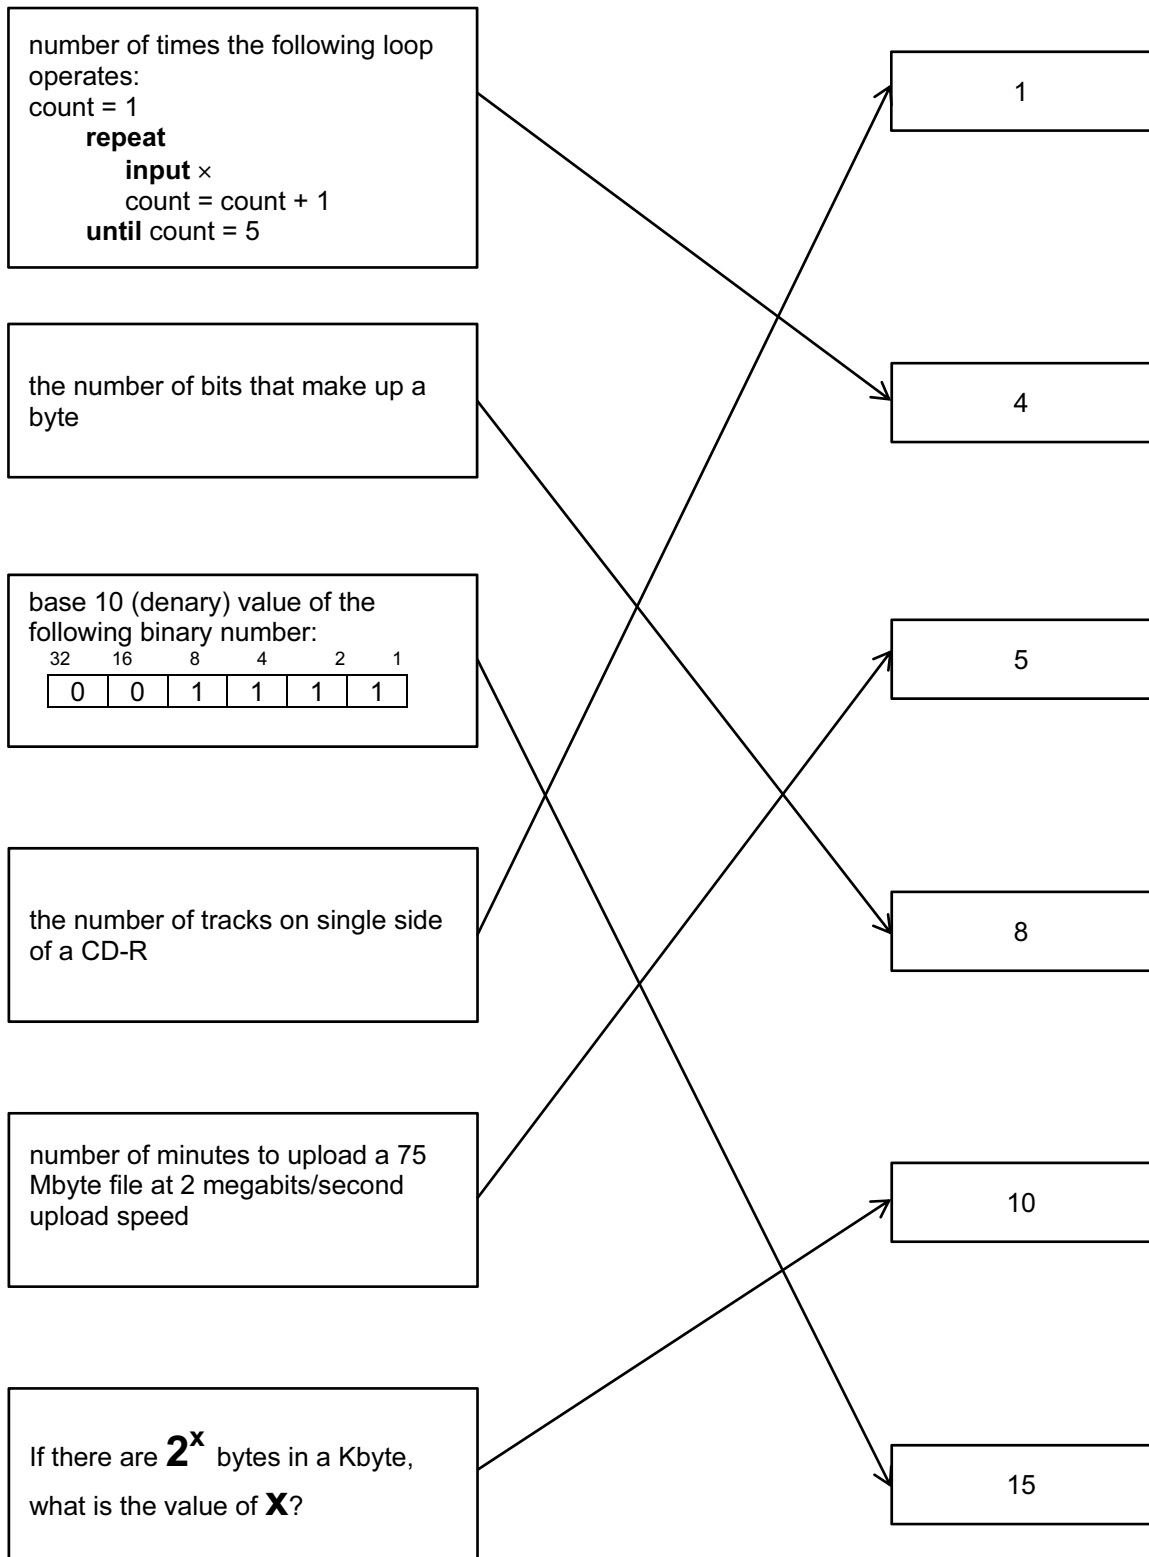 number of times the following loop
operates:
count = 1
repeat
input ×
count = count + 1
until count = 5
1
the number of bits that make up a
byte
4
base 10 (denary) value of the
following binary number:
32 16 8 4 2 1
0 0 1 1 1 1
5
the number of tracks on single side
of a CD-R
8
number of minutes to upload a 75
Mbyte file at 2 megabits/second
upload speed
10
If there are 2^x bytes in a Kbyte,
what is the value of x?
15